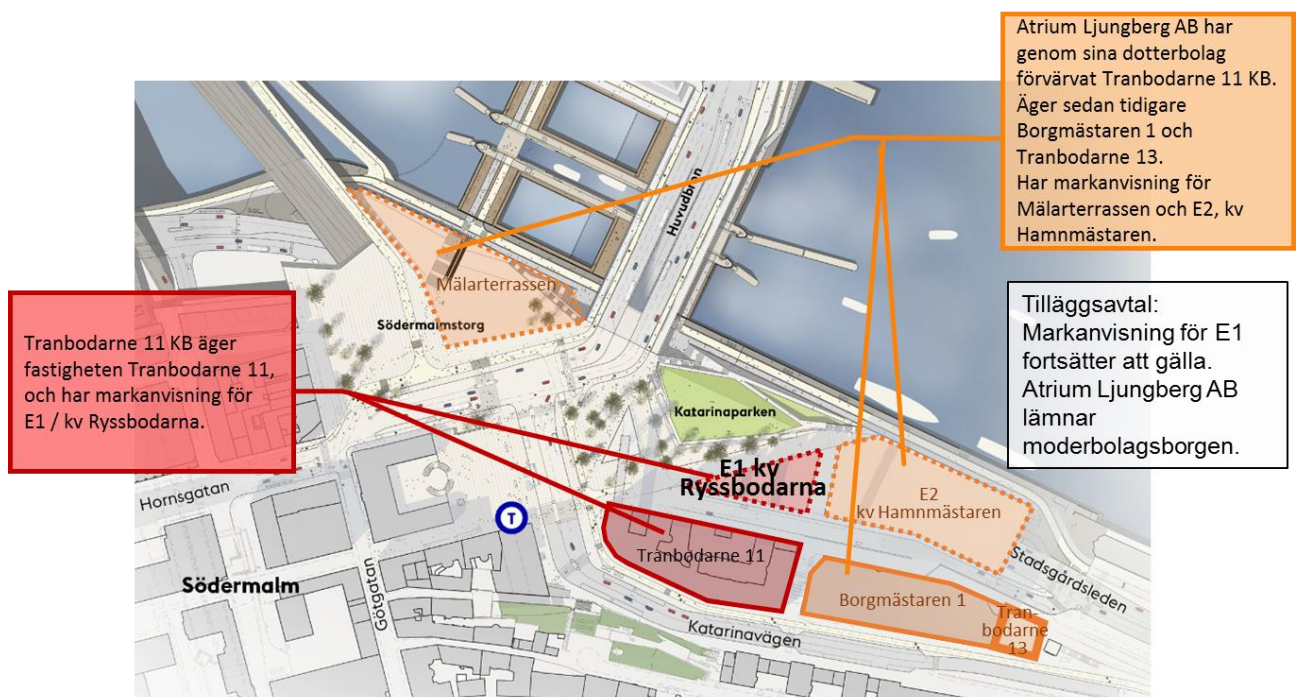 Atrium Ljungberg AB har
genom sina dotterbolag
förvärvat Tranbodarne 11 KB.
Äger sedan tidigare
Borgmästaren 1 och
Tranbodarne 13.
Har markanvisning för
Mälarterrassen och E2, kv
Hamnmästaren.
Tilläggsavtal:
Markanvisning för E1
fortsätter att gälla.
Atrium Ljungberg AB
lämnar
moderbolagsborgen.
Tranbodarne 11 KB äger
fastigheten Tranbodarne 11,
och har markanvisning för
E1 / kv Ryssbodarna.
Huvudbron
Mälarterrassen
Södermalmstorg
Katarinaparken
E1 kv
Ryssbodarna
E2
kv Hamnmästaren
Hornsgatan
T
Tranbodarne 11
Stadsgårdsleden
Södermalm
Götgatan
Borgmästaren 1
Tran-
bodarne
13
Katarinavägen